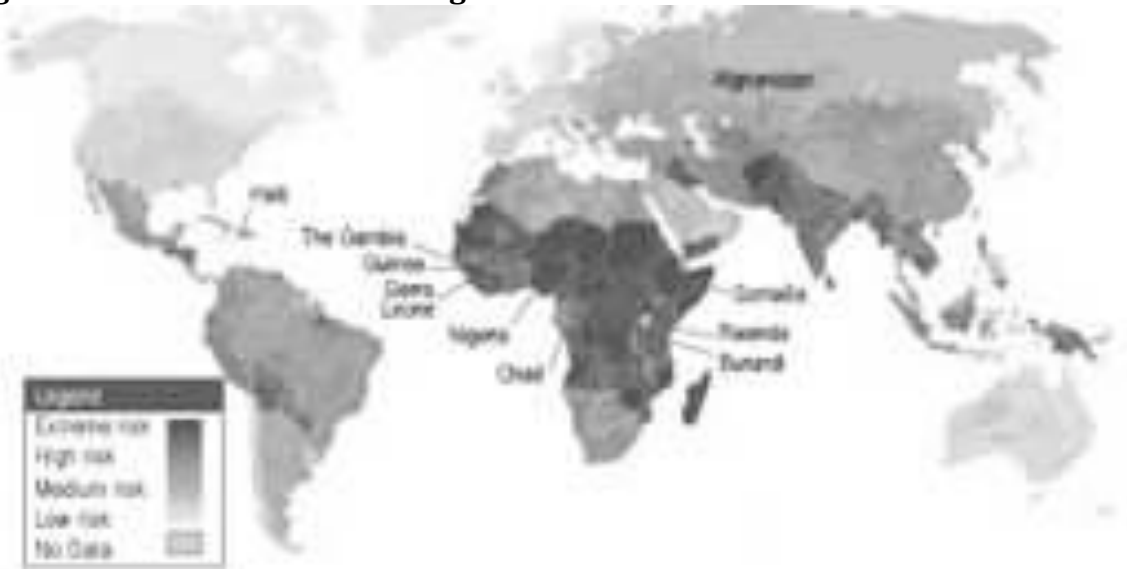 g
Afghanistan
Haiti
The Gambia
Guinea
Sierra
Leone
Nigeria
Chad
Somalia
Rwanda
Burundi
Legend
Extreme risk
High risk
Medium risk
Low risk
No Data